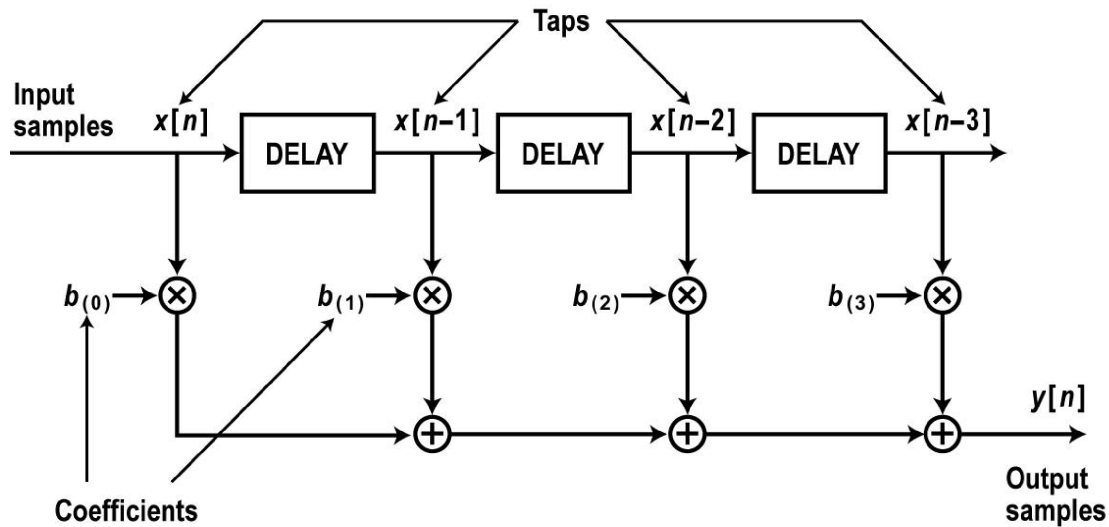 Taps
Input
samples
x[n]
x[n–1]
x[n–2]
x[n–3]
DELAY
DELAY
DELAY
b(0)
b(1)
b(2)
b(3)
y[n]
Coefficients
Output
samples